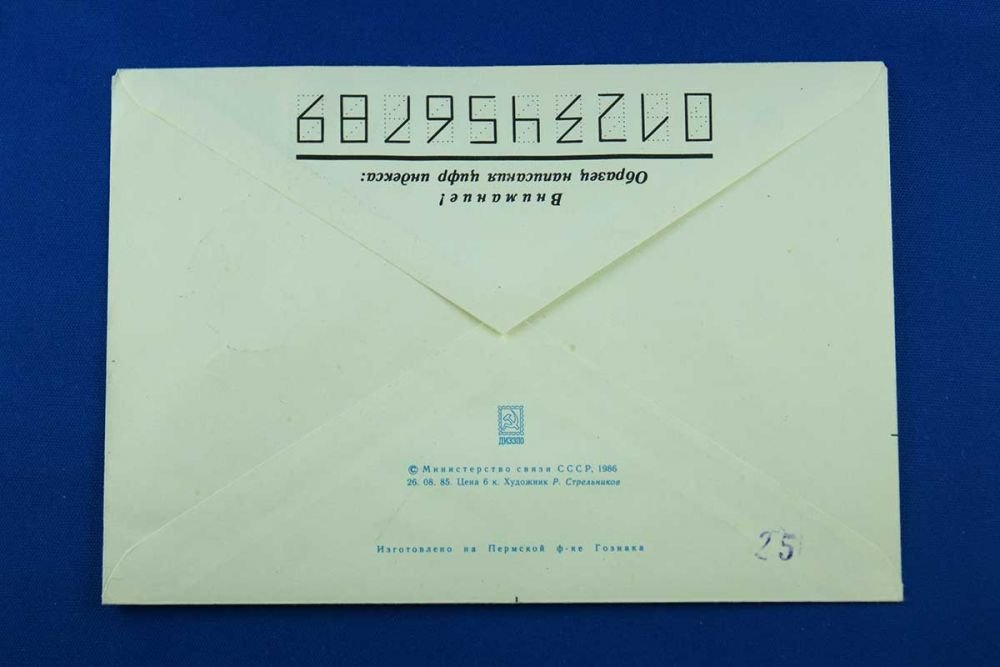 Внимание!
Образец написания цифр индекса:
0123456789
ДИЭЗПО
© Министерство связи СССР, 1986
26. 08. 85. Цена 6 к. Художник Р. Стрельников
Изготовлено на Пермской ф-ке Гознака
25